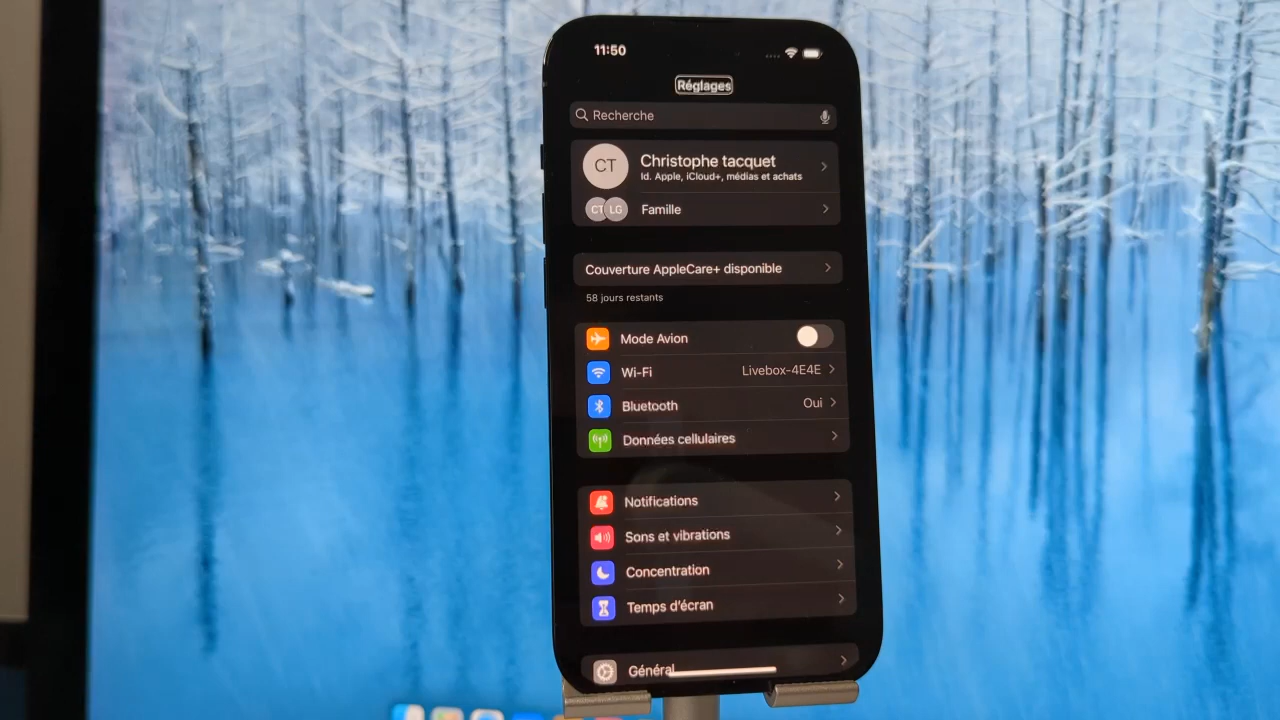 11:50
Réglages
Recherche
CT
Christophe tacquet
Id. Apple, iCloud+, médias et achats
CT LG
Famille
Couverture AppleCare+ disponible
58 jours restants
Mode Avion
Wi-Fi Livebox-4E4E
Bluetooth Oui
Données cellulaires
Notifications
Sons et vibrations
Concentration
Temps d'écran
Général